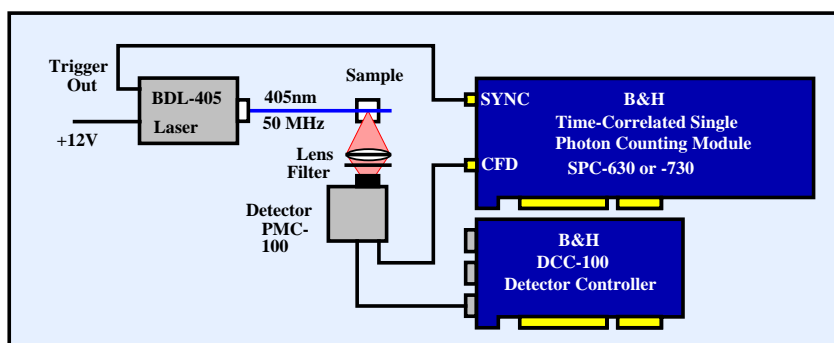 Trigger
Out
BDL-405
Laser
+12V
405nm
50 MHz
Sample
Lens
Filter
Detector
PMC-
100
SYNC
CFD
B&H
Time-Correlated Single
Photon Counting Module
SPC-630 or -730
B&H
DCC-100
Detector Controller